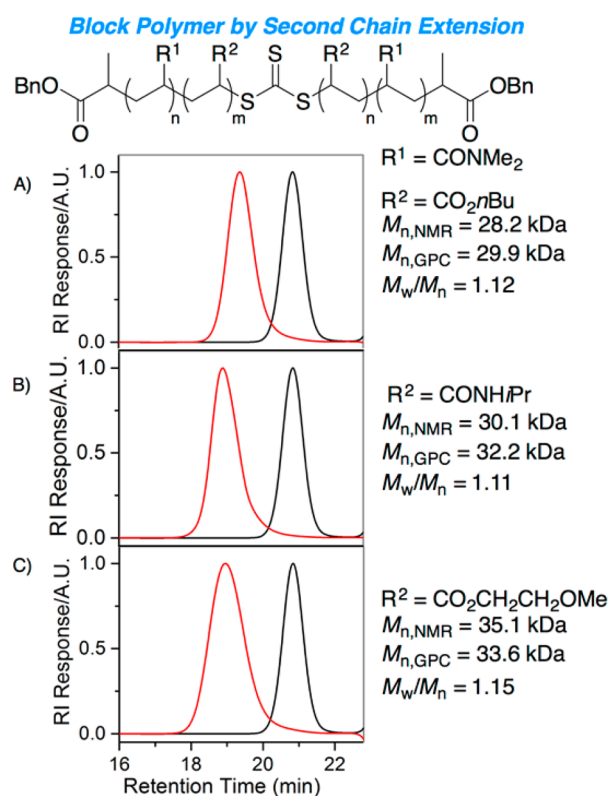 Block Polymer by Second Chain Extension
R¹ R² S R² R¹
BnO S S OBn
n m n m
O O
R¹ = CONMe₂
A)
RI Response/A.U.
1.0
0.5
0.0
R² = CO₂nBu
Mn,NMR = 28.2 kDa
Mn,GPC = 29.9 kDa
Mw/Mn = 1.12
B)
RI Response/A.U.
1.0
0.5
0.0
R² = CONHiPr
Mn,NMR = 30.1 kDa
Mn,GPC = 32.2 kDa
Mw/Mn = 1.11
C)
RI Response/A.U.
1.0
0.5
0.0
R² = CO₂CH₂CH₂OMe
Mn,NMR = 35.1 kDa
Mn,GPC = 33.6 kDa
Mw/Mn = 1.15
16 18 20 22
Retention Time (min)